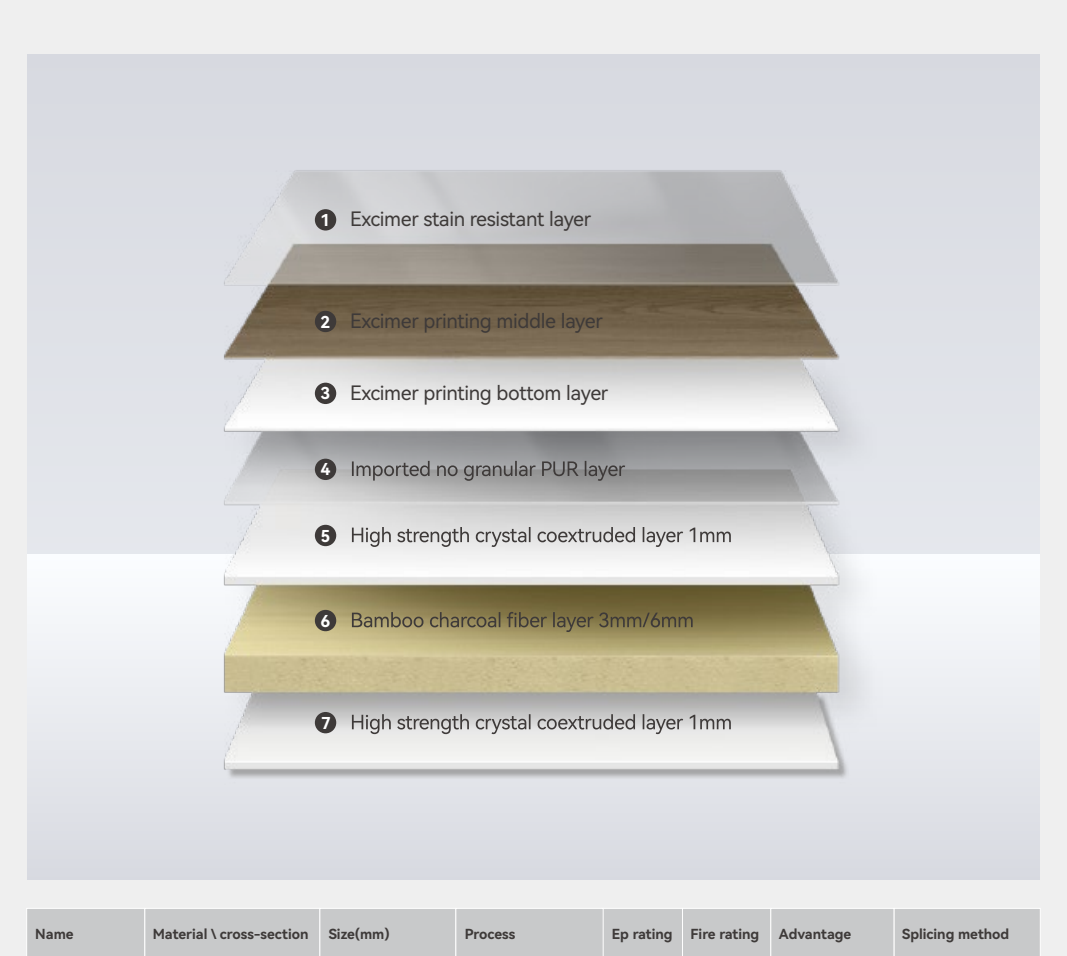 1 Excimer stain resistant layer
2 Excimer printing middle layer
3 Excimer printing bottom layer
4 Imported no granular PUR layer
5 High strength crystal coextruded layer 1mm
6 Bamboo charcoal fiber layer 3mm/6mm
7 High strength crystal coextruded layer 1mm
Name Material \ cross-section Size(mm) Process Ep rating Fire rating Advantage Splicing method